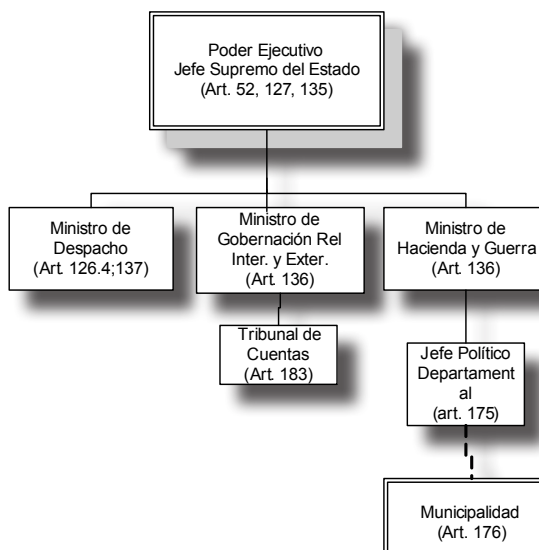 Poder Ejecutivo
Jefe Supremo del Estado
(Art. 52, 127, 135)
Ministro de
Despacho
(Art. 126.4;137)
Ministro de
Gobernación Rel
Inter. y Exter.
(Art. 136)
Ministro de
Hacienda y Guerra
(Art. 136)
Tribunal de
Cuentas
(Art. 183)
Jefe Político
Departament
al
(art. 175)
Municipalidad
(Art. 176)